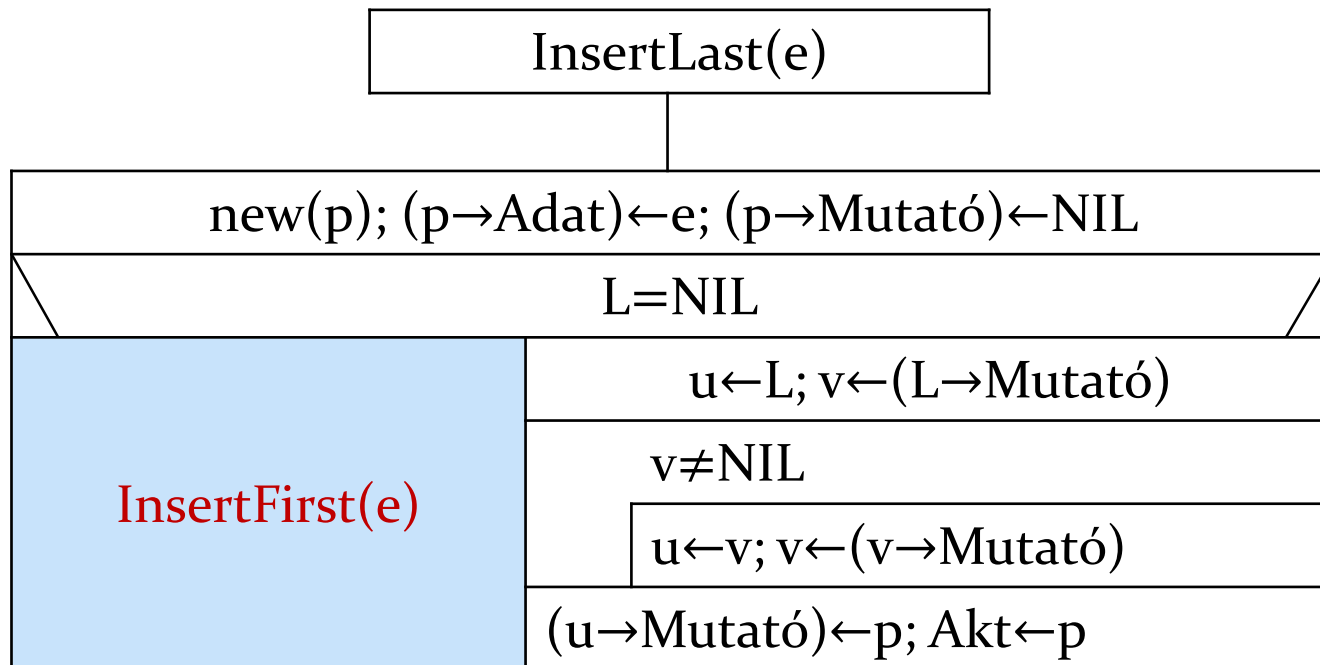 InsertLast(e)
new(p); (p→Adat)←e; (p→Mutató)←NIL
L=NIL
u←L; v←(L→Mutató)
v≠NIL
InsertFirst(e)
u←v; v←(v→Mutató)
(u→Mutató)←p; Akt←p